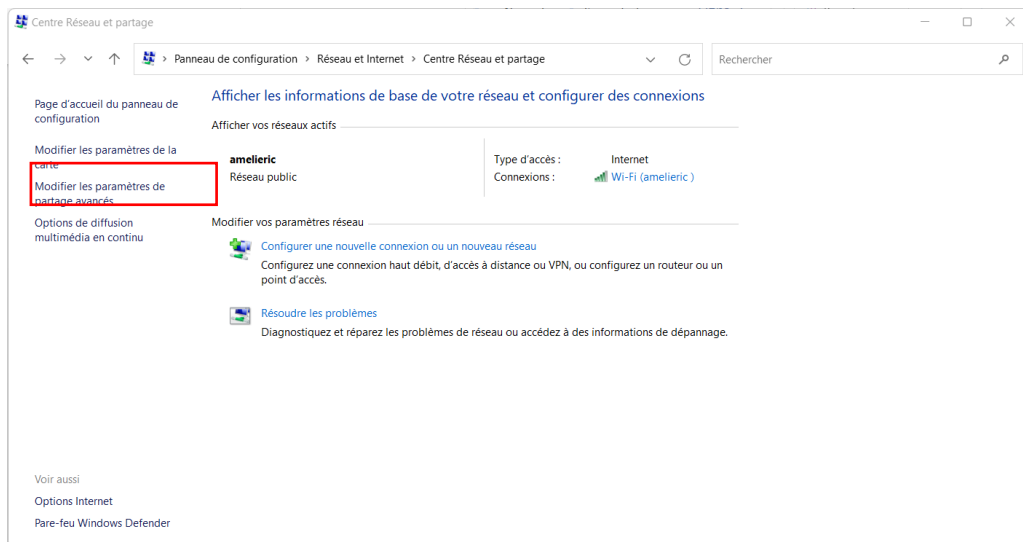 Centre Réseau et partage
Panneau de configuration > Réseau et Internet > Centre Réseau et partage
Rechercher
Page d'accueil du panneau de
configuration
Modifier les paramètres de la
carte
Modifier les paramètres de
partage avancés
Options de diffusion
multimédia en continu
Afficher les informations de base de votre réseau et configurer des connexions
Afficher vos réseaux actifs
amelieric
Réseau public
Type d'accès : Internet
Connexions : Wi-Fi (amelieric )
Modifier vos paramètres réseau
Configurer une nouvelle connexion ou un nouveau réseau
Configurez une connexion haut débit, d'accès à distance ou VPN, ou configurez un routeur ou un
point d'accès.
Résoudre les problèmes
Diagnostiquez et réparez les problèmes de réseau ou accédez à des informations de dépannage.
Voir aussi
Options Internet
Pare-feu Windows Defender